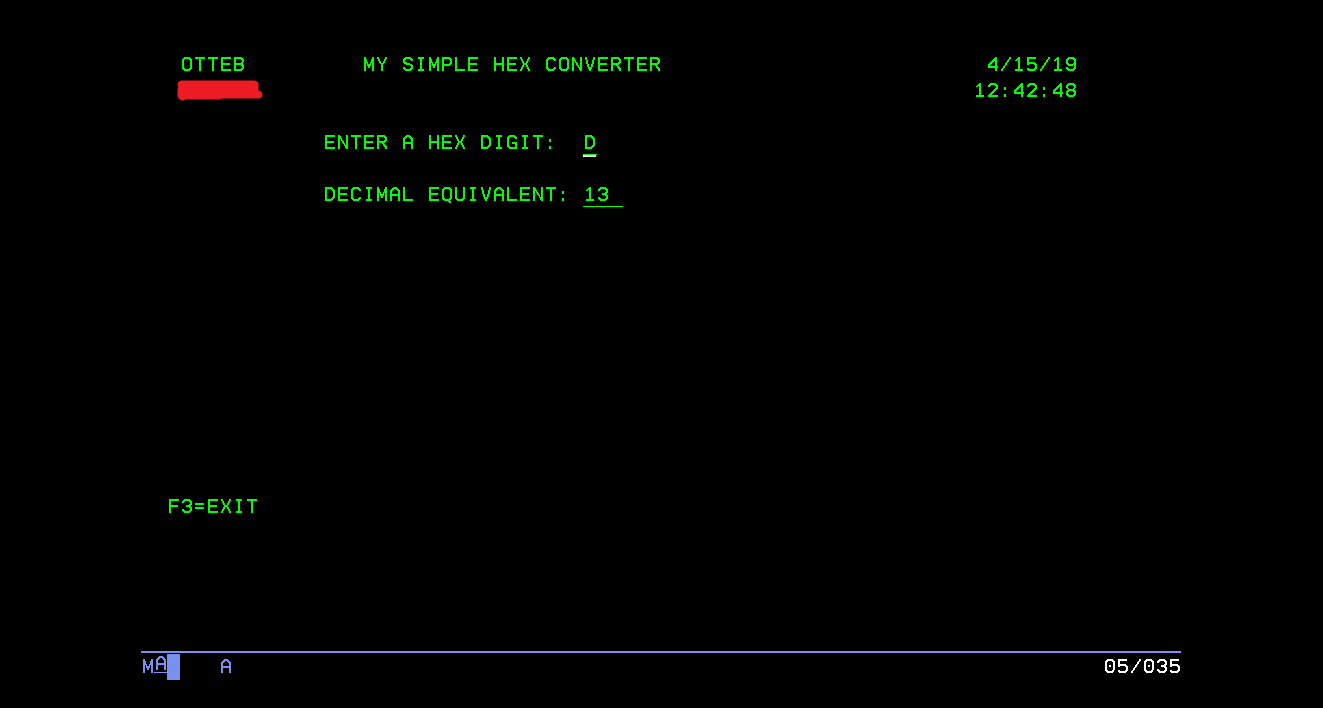 OTTEB MY SIMPLE HEX CONVERTER 4/15/19
12:42:48
ENTER A HEX DIGIT: D
DECIMAL EQUIVALENT: 13
F3=EXIT
MA A 05/035